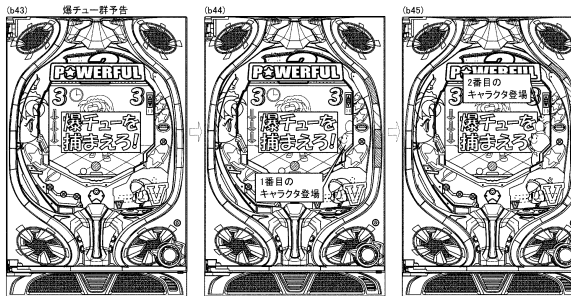 (b43) 爆チュー群予告
POWERFUL
3 3
爆チューを
捕まえろ!
V
(b44)
POWERFUL
3 3
爆チューを
捕まえろ!
1番目の
キャラクタ登場
V
(b45)
POWERFUL
2番目の
キャラクタ登場
3
爆チューを
捕まえろ
V